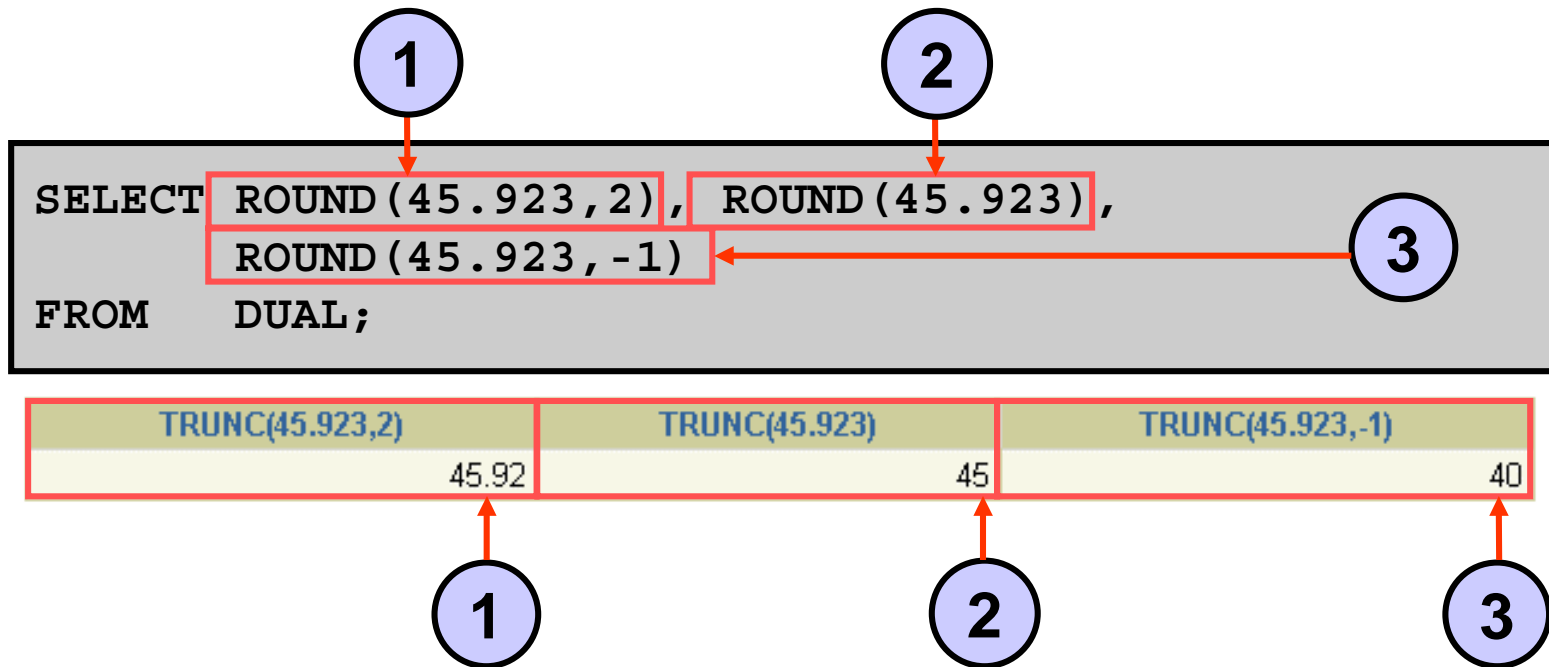 1 2
SELECT ROUND(45.923,2), ROUND(45.923),
ROUND(45.923,-1) 3
FROM DUAL;
TRUNC(45.923,2) TRUNC(45.923) TRUNC(45.923,-1)
45.92 45 40
1 2 3